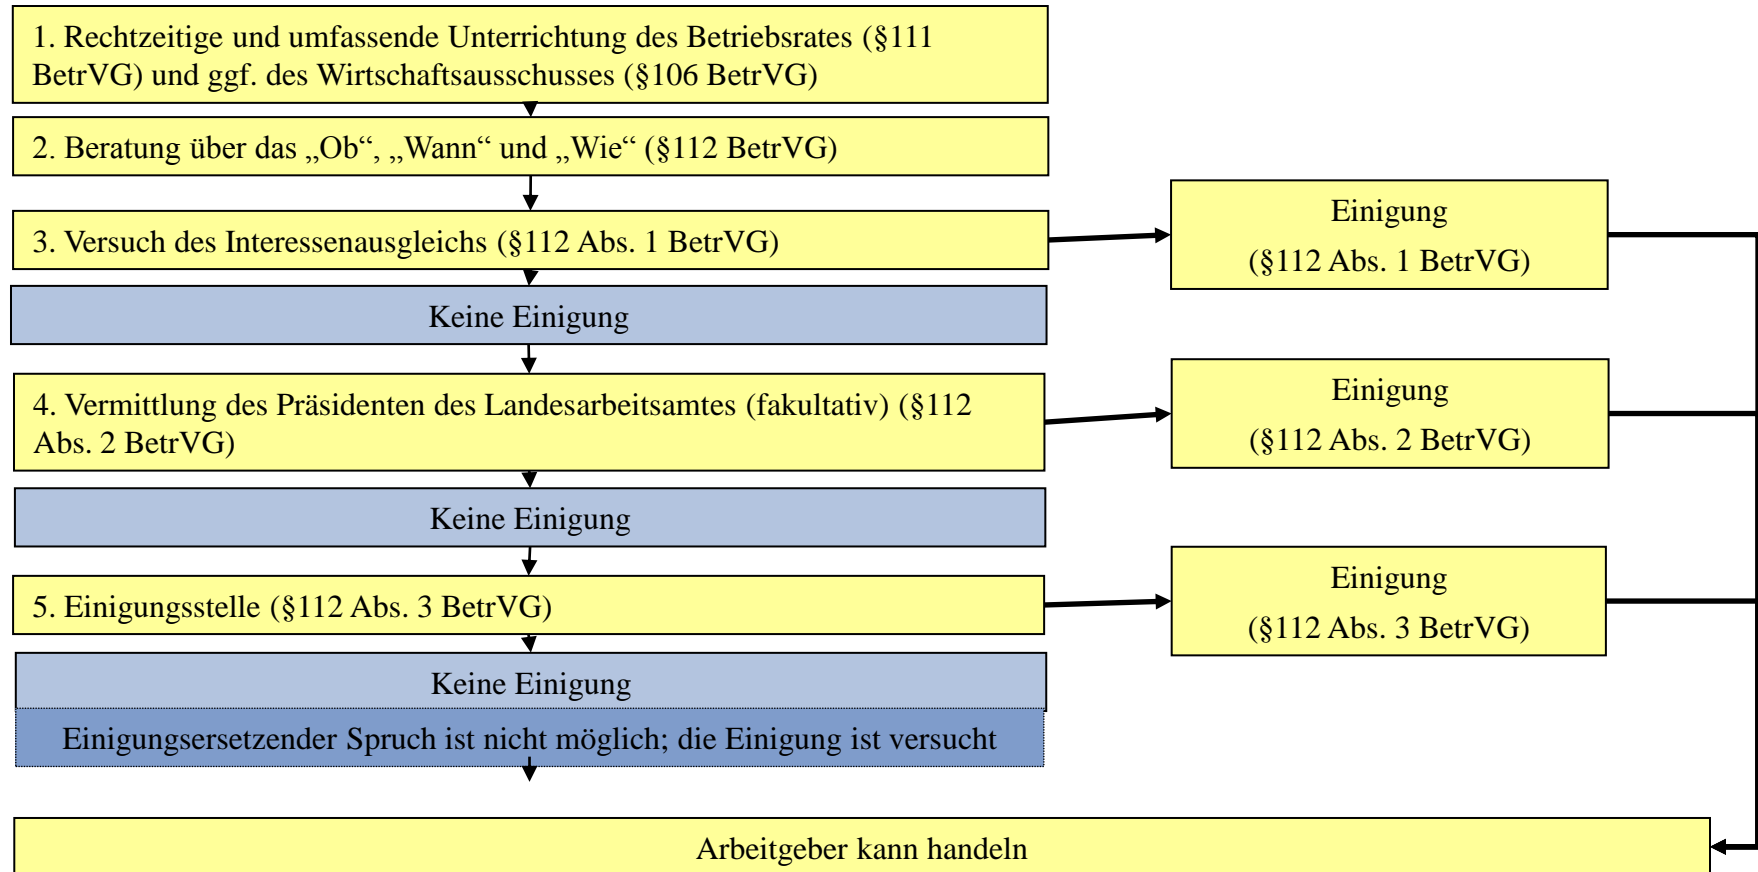 1. Rechtzeitige und umfassende Unterrichtung des Betriebsrates (§111
BetrVG) und ggf. des Wirtschaftsausschusses (§106 BetrVG)
2. Beratung über das „Ob“, „Wann“ und „Wie“ (§112 BetrVG)
3. Versuch des Interessenausgleichs (§112 Abs. 1 BetrVG)
Einigung
(§112 Abs. 1 BetrVG)
Keine Einigung
4. Vermittlung des Präsidenten des Landesarbeitsamtes (fakultativ) (§112
Abs. 2 BetrVG)
Einigung
(§112 Abs. 2 BetrVG)
Keine Einigung
5. Einigungsstelle (§112 Abs. 3 BetrVG)
Einigung
(§112 Abs. 3 BetrVG)
Keine Einigung
Einigungsersetzender Spruch ist nicht möglich; die Einigung ist versucht
Arbeitgeber kann handeln